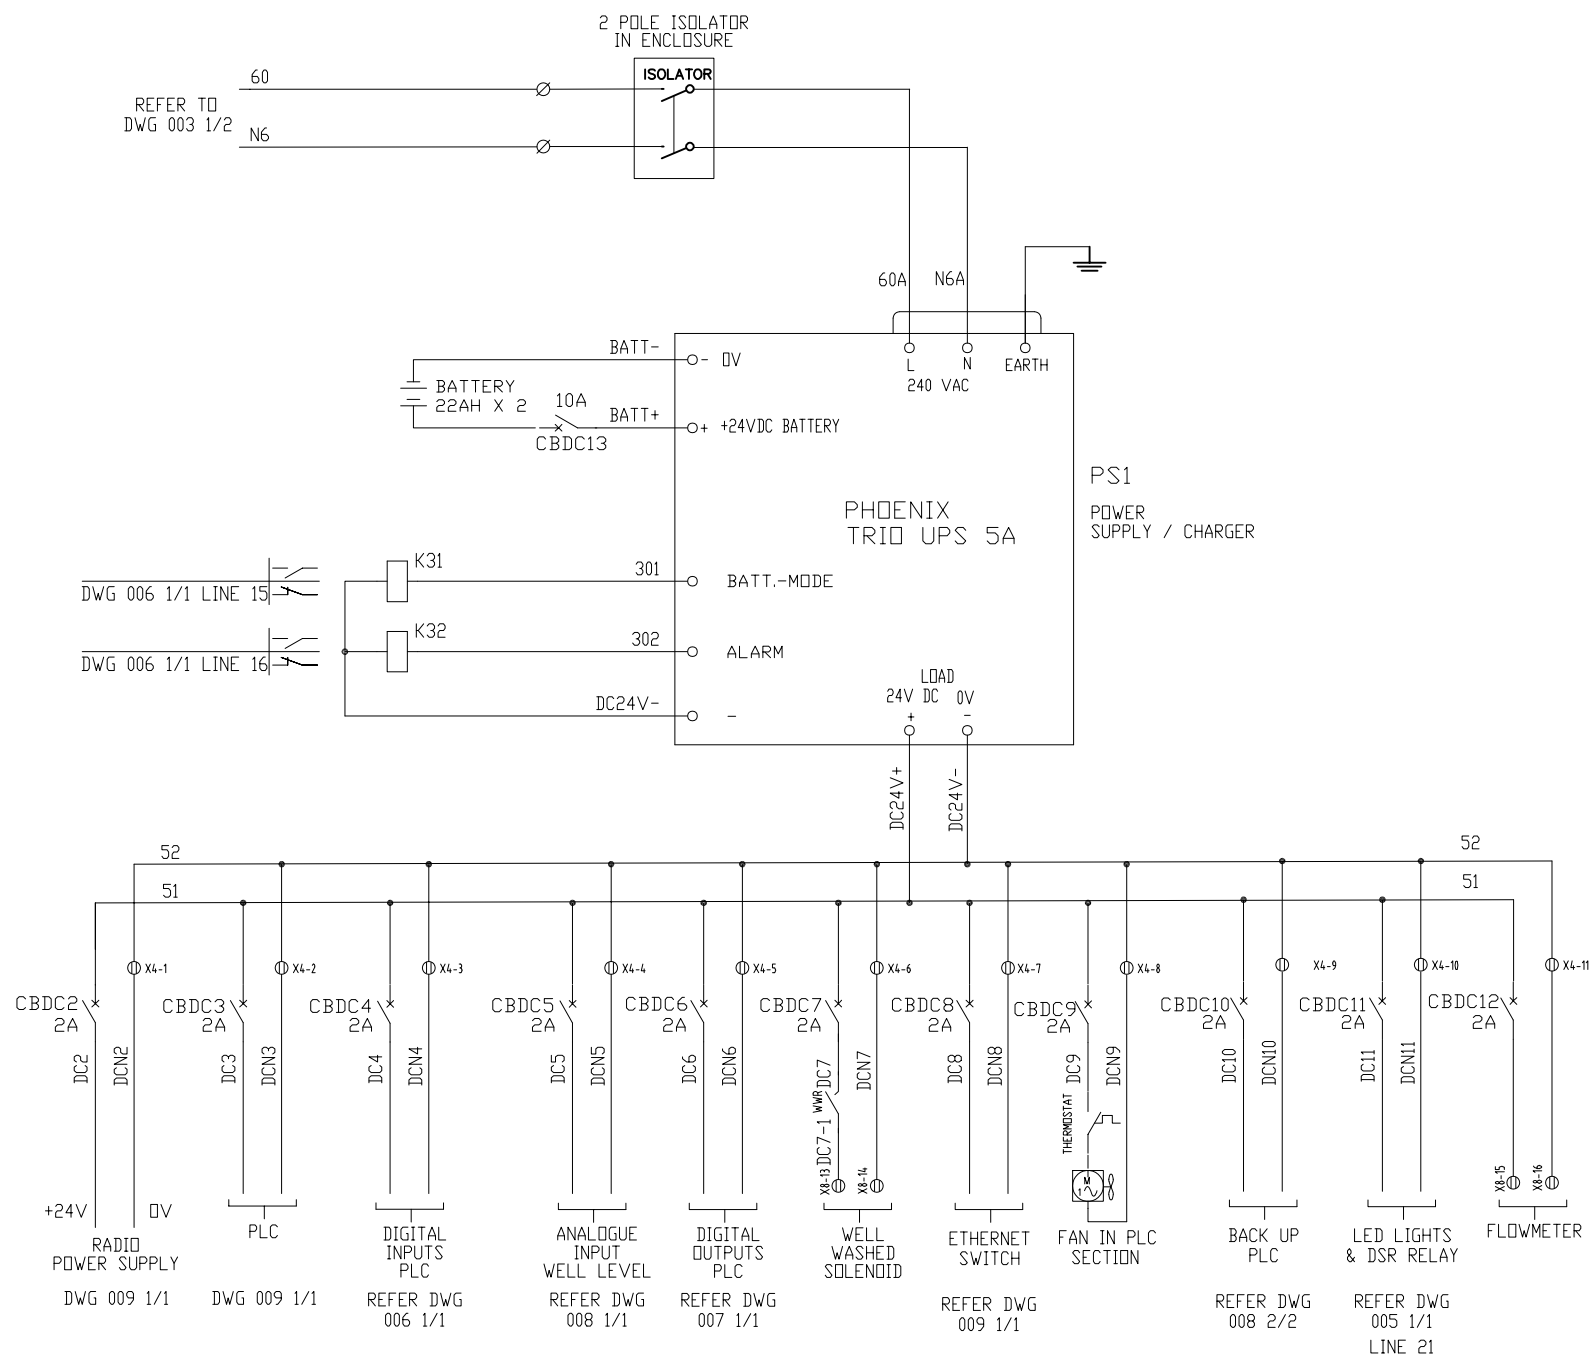 2 POLE ISOLATOR
IN ENCLOSURE
ISOLATOR
60
REFER TO
DWG 003 1/2
N6
60A
N6A
L
N
EARTH
240 VAC
BATT-
- 0V
BATTERY
22AH X 2
10A
CBDC13
BATT+
+ +24VDC BATTERY
PS1
POWER
SUPPLY / CHARGER
PHOENIX
TRIO UPS 5A
K31
301
BATT.-MODE
DWG 006 1/1 LINE 15
K32
302
ALARM
DWG 006 1/1 LINE 16
DC24V-
-
LOAD
24V DC 0V
+ -
DC24V+
DC24V-
52
52
51
51
X4-1
X4-2
X4-3
X4-4
X4-5
X4-6
X4-7
X4-8
X4-9
X4-10
X4-11
CBDC2
2A
CBDC3
2A
CBDC4
2A
CBDC5
2A
CBDC6
2A
CBDC7
2A
CBDC8
2A
CBDC9
2A
CBDC10
2A
CBDC11
2A
CBDC12
2A
DC2
DCN2
DC3
DCN3
DC4
DCN4
DC5
DCN5
DC6
DCN6
DC7
DCN7
DC8
DCN8
DC9
DCN9
DC10
DCN10
DC11
DCN11
WWR
DC7-1
X8-13
X8-14
THERMOSTAT
M
1
X8-15
X8-16
+24V
0V
RADIO
POWER SUPPLY
DWG 009 1/1
PLC
DWG 009 1/1
DIGITAL
INPUTS
PLC
REFER DWG
006 1/1
ANALOGUE
INPUT
WELL LEVEL
REFER DWG
008 1/1
DIGITAL
OUTPUTS
PLC
REFER DWG
007 1/1
WELL
WASHED
SOLENOID
ETHERNET
SWITCH
REFER DWG
009 1/1
FAN IN PLC
SECTION
BACK UP
PLC
REFER DWG
008 2/2
LED LIGHTS
& DSR RELAY
REFER DWG
005 1/1
LINE 21
FLOWMETER